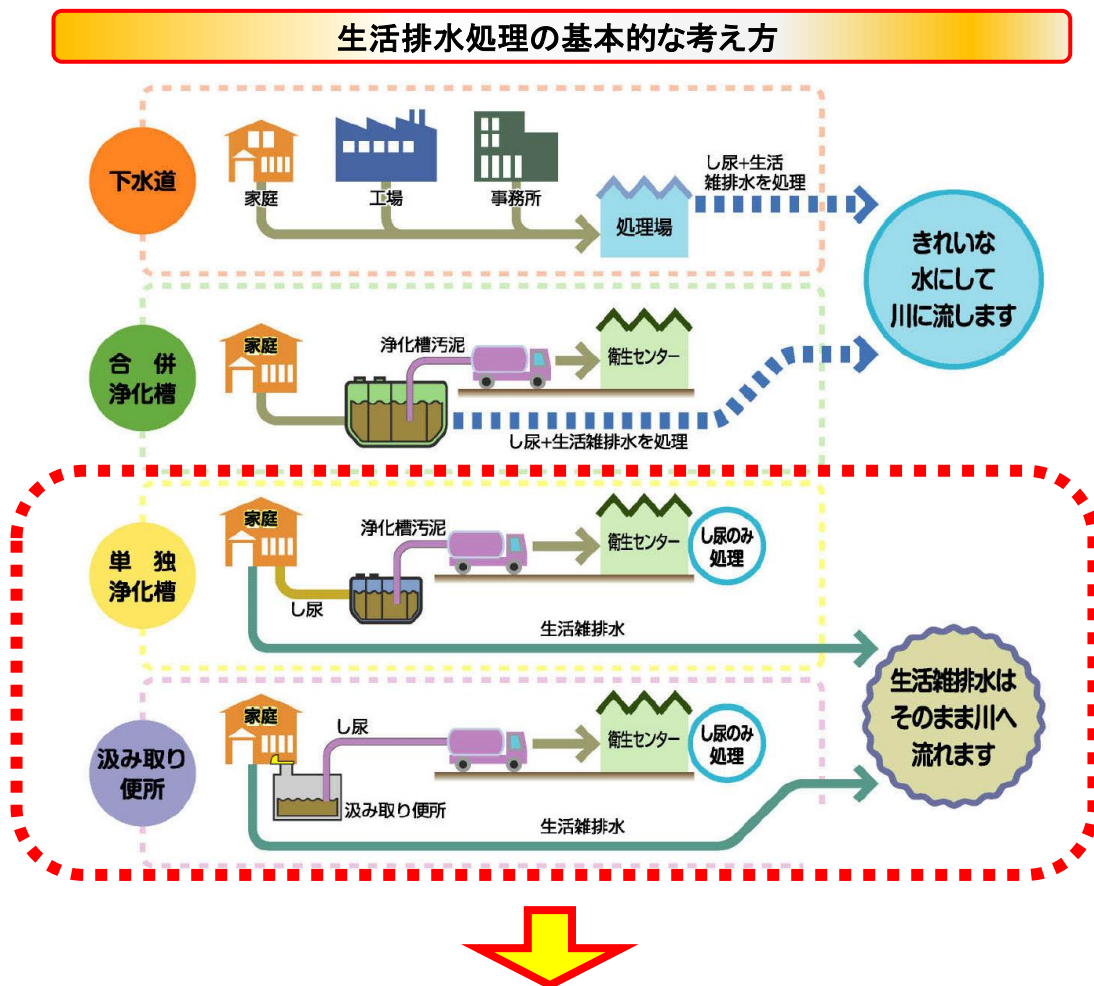 生活排水処理の基本的な考え方
下水道
家庭
工場
事務所
処理場
し尿+生活
雑排水を処理
きれいな
水にして
川に流します
合 併
浄化槽
家庭
浄化槽汚泥
衛生センター
し尿+生活雑排水を処理
単 独
浄化槽
家庭
し尿
浄化槽汚泥
衛生センター
し尿のみ
処理
生活雑排水
汲み取り
便所
家庭
し尿
汲み取り便所
衛生センター
し尿のみ
処理
生活雑排水
生活雑排水は
そのまま川へ
流れます